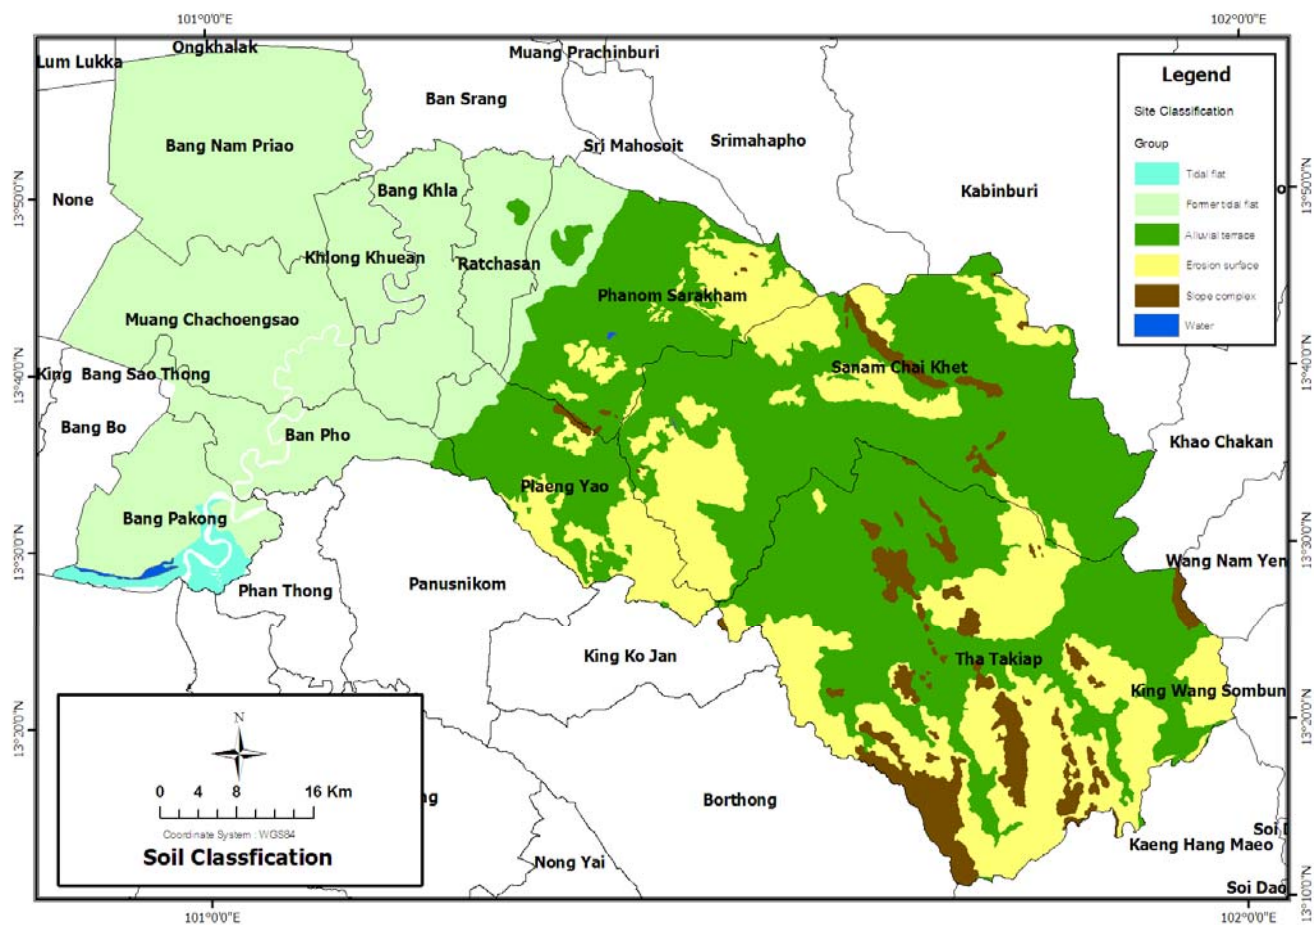 101°0'0"E
102°0'0"E
Ongkhalak
Muang Prachinburi
Lum Lukka
Legend
Site Classification
Group
Tidal flat
Former tidal flat
Alluvial terrace
Erosion surface
Slope complex
Water
Ban Srang
Bang Nam Priao
Sri Mahosoit
Srimahapho
Kabinburi
None
Bang Khla
13°50'0"N
13°50'0"N
Khlong Khuean
Ratchasan
Phanom Sarakham
Muang Chachoengsao
Sanam Chai Khet
13°40'0"N
13°40'0"N
King Bang Sao Thong
Bang Bo
Ban Pho
Khao Chakan
Plaeng Yao
Bang Pakong
13°30'0"N
13°30'0"N
Wang Nam Yen
Phan Thong
Panusnikom
King Ko Jan
Tha Takiap
King Wang Sombun
13°20'0"N
13°20'0"N
N
0 4 8 16 Km
Coordinate System : WGS84
Soil Classfication
ng
Borthong
Nong Yai
Soi D
Kaeng Hang Maeo
Soi Dao
13°10'0"N
101°0'0"E
102°0'0"E